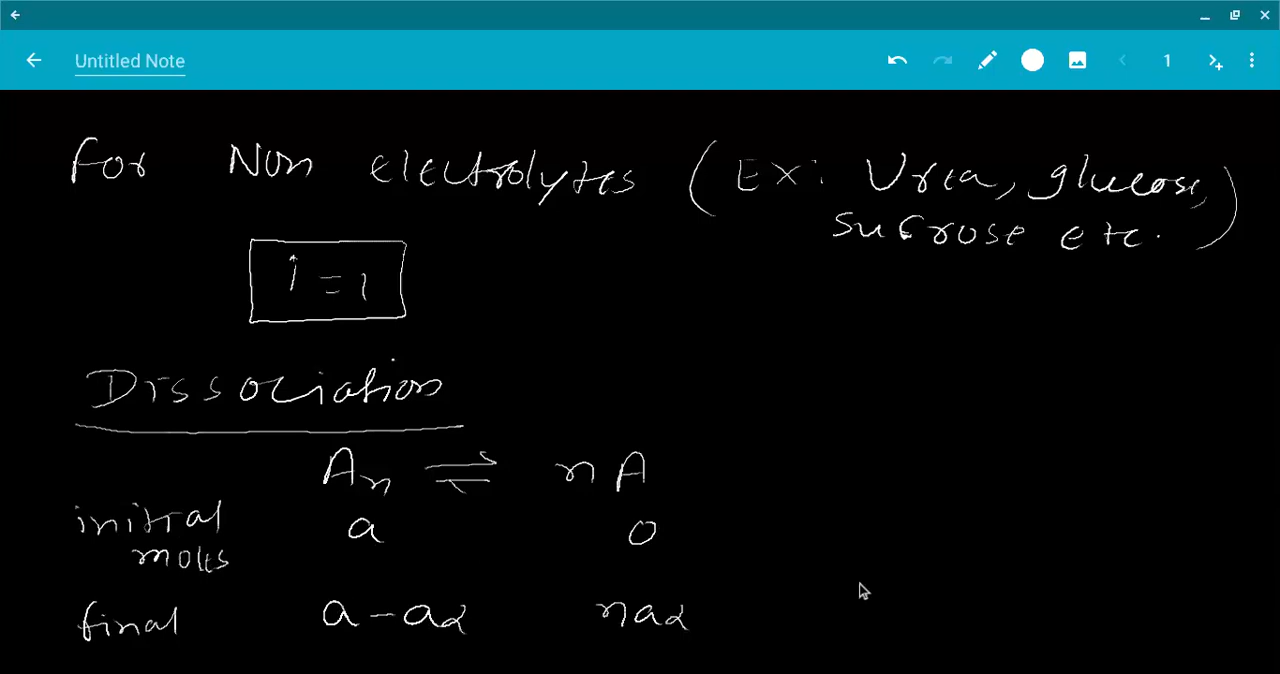 Untitled Note
1
For Non electrolytes (Ex: Urea, glucose,
sucrose etc.)
i = 1
Dissociation
Aₙ ⇌ nA
initial a 0
moles
final a - aα naα